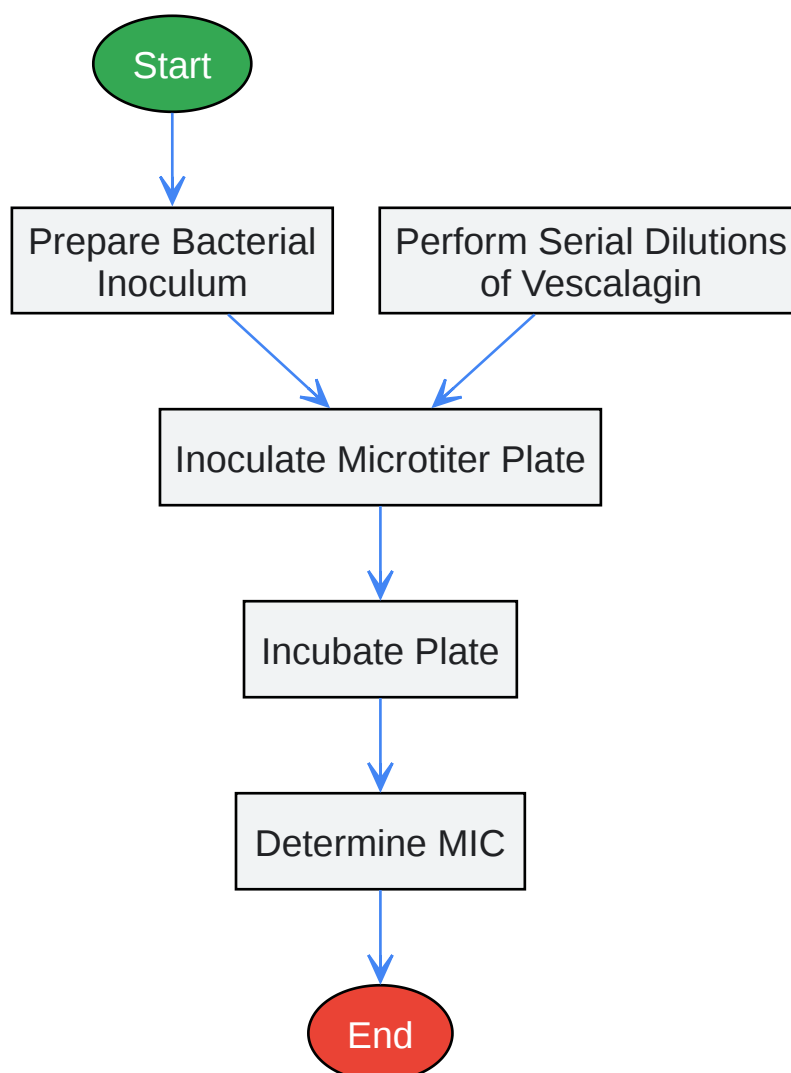 Start
Prepare Bacterial
Inoculum
Perform Serial Dilutions
of Vescalagin
Inoculate Microtiter Plate
Incubate Plate
Determine MIC
End